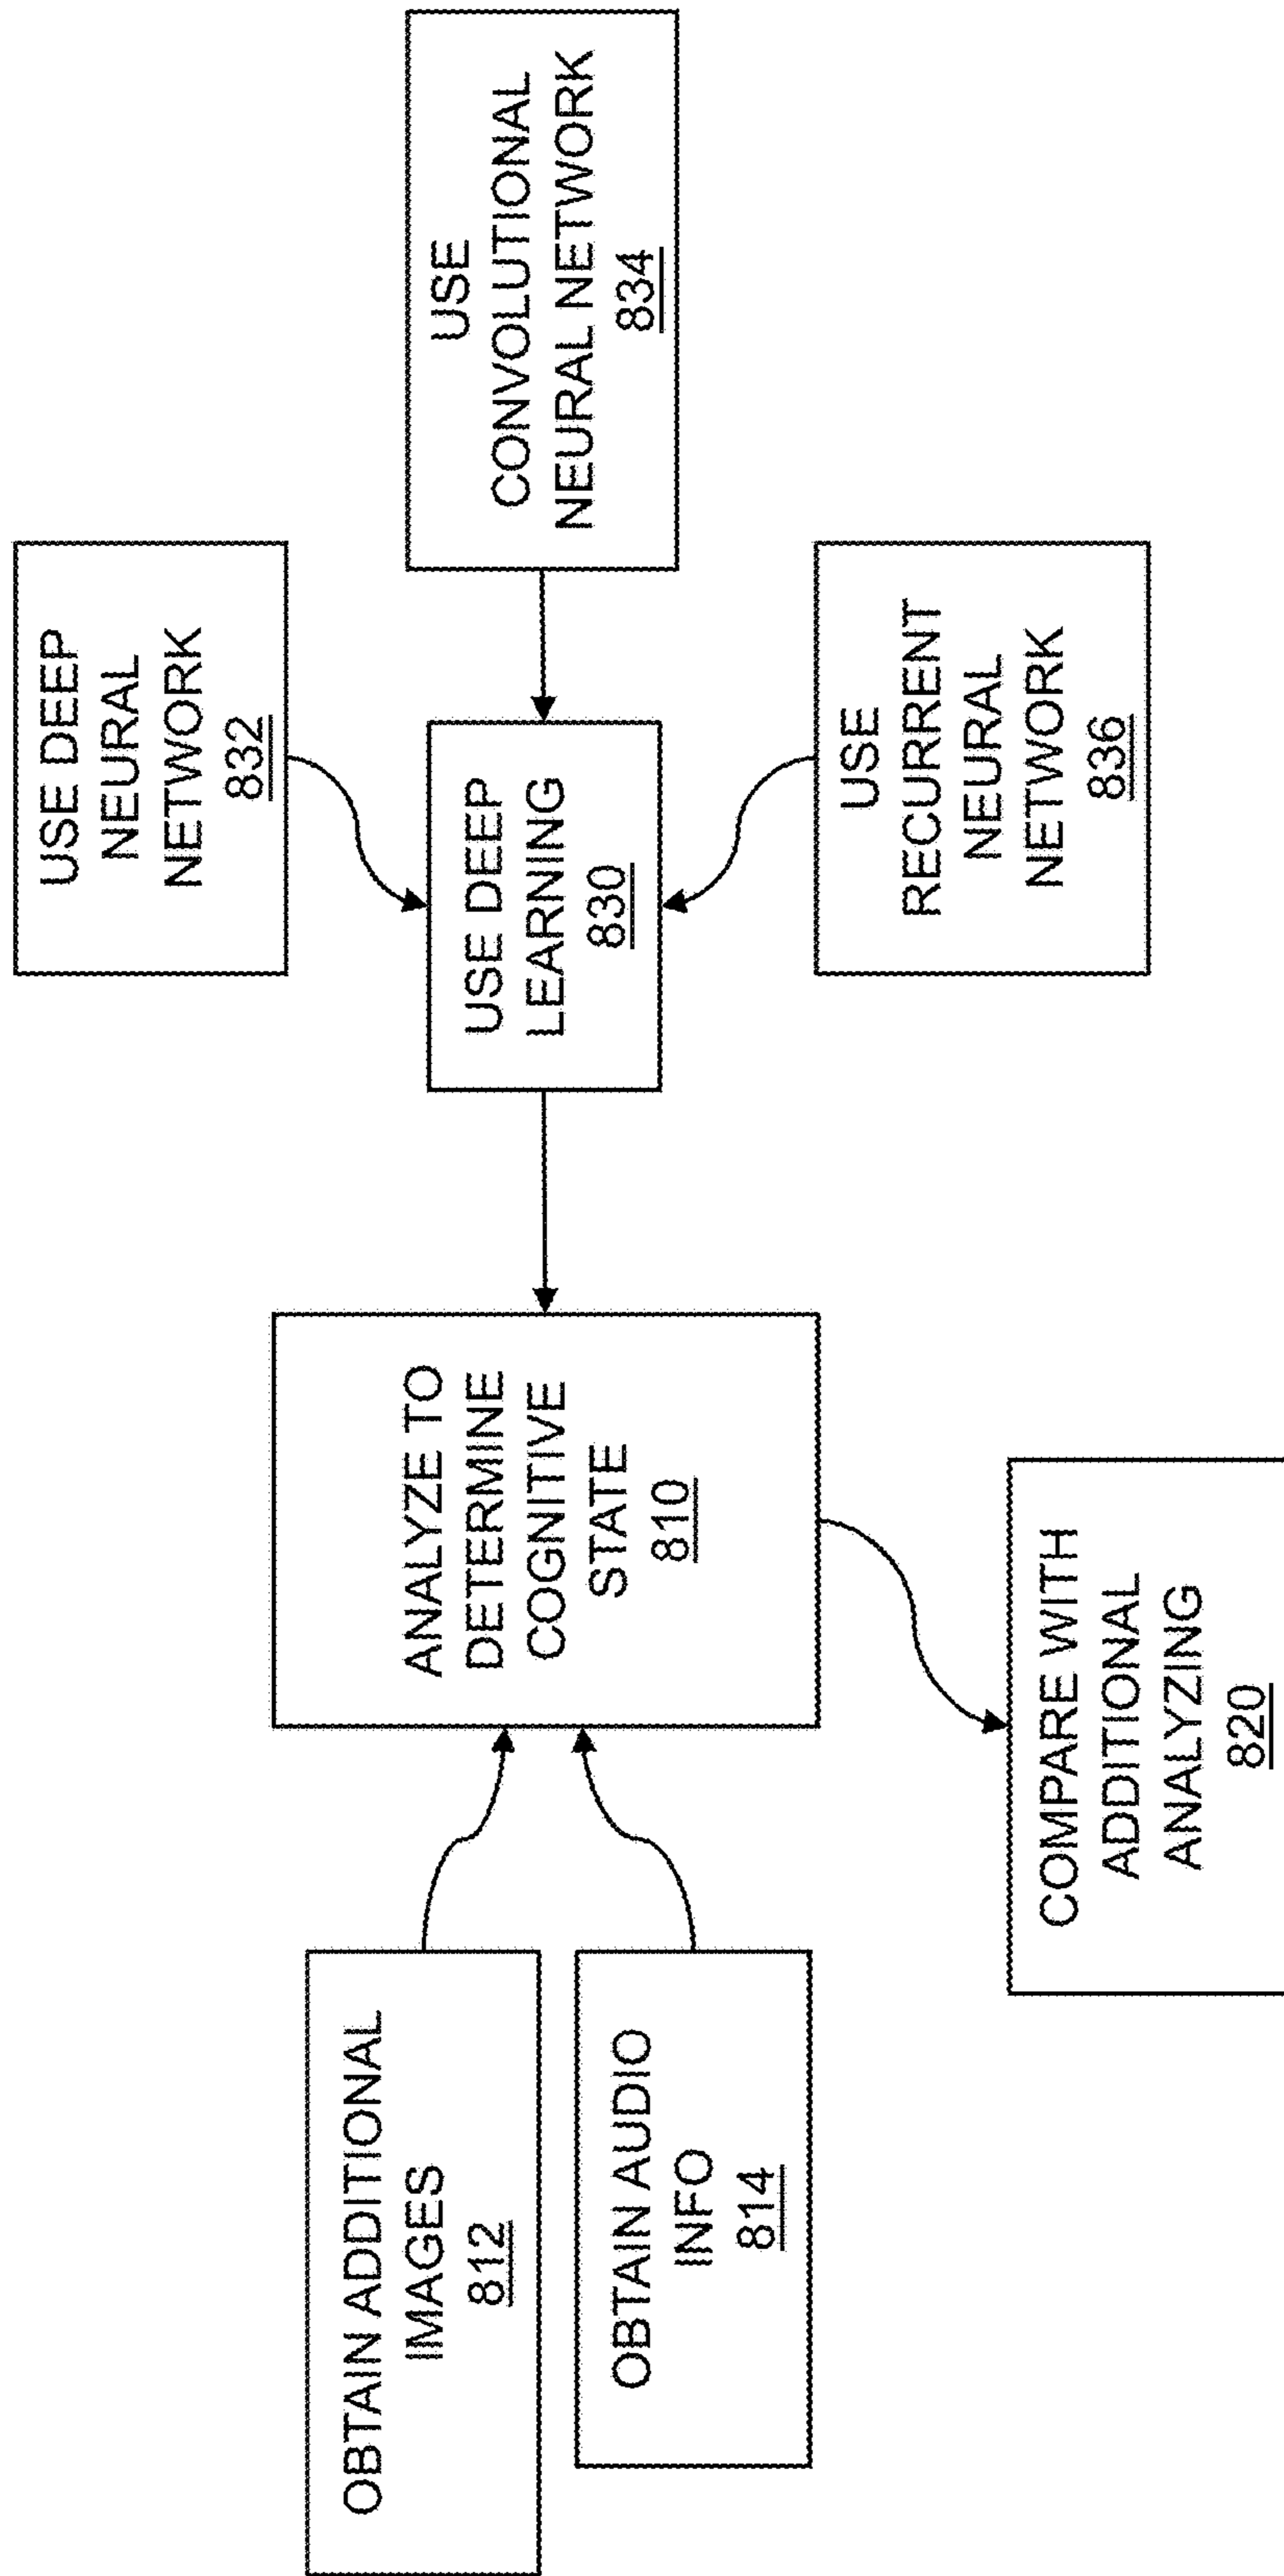 OBTAIN ADDITIONAL
IMAGES
812
OBTAIN AUDIO
INFO
814
ANALYZE TO
DETERMINE
COGNITIVE
STATE
810
COMPARE WITH
ADDITIONAL
ANALYZING
820
USE DEEP
LEARNING
830
USE DEEP
NEURAL
NETWORK
832
USE
CONVOLUTIONAL
NEURAL NETWORK
834
USE
RECURRENT
NEURAL
NETWORK
836